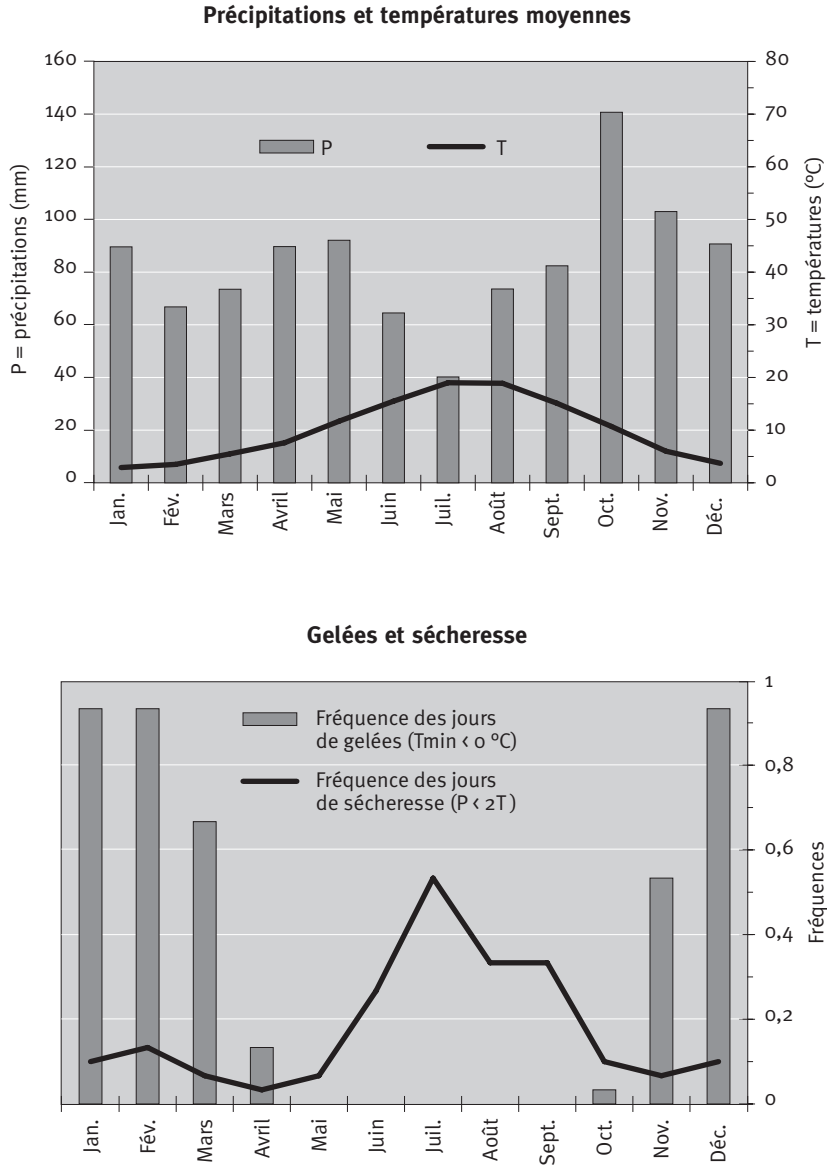 Précipitations et températures moyennes
P = précipitations (mm)
160
140
120
100
80
60
40
20
0
P
T
80
70
60
50
40
30
20
10
0
T = températures (°C)
Jan.
Fév.
Mars
Avril
Mai
Juin
Juil.
Août
Sept.
Oct.
Nov.
Déc.
Gelées et sécheresse
Fréquence des jours
de gelées (Tmin < 0 °C)
Fréquence des jours
de sécheresse (P < 2T)
1
0,8
0,6
0,4
0,2
0
Fréquences
Jan.
Fév.
Mars
Avril
Mai
Juin
Juil.
Août
Sept.
Oct.
Nov.
Déc.